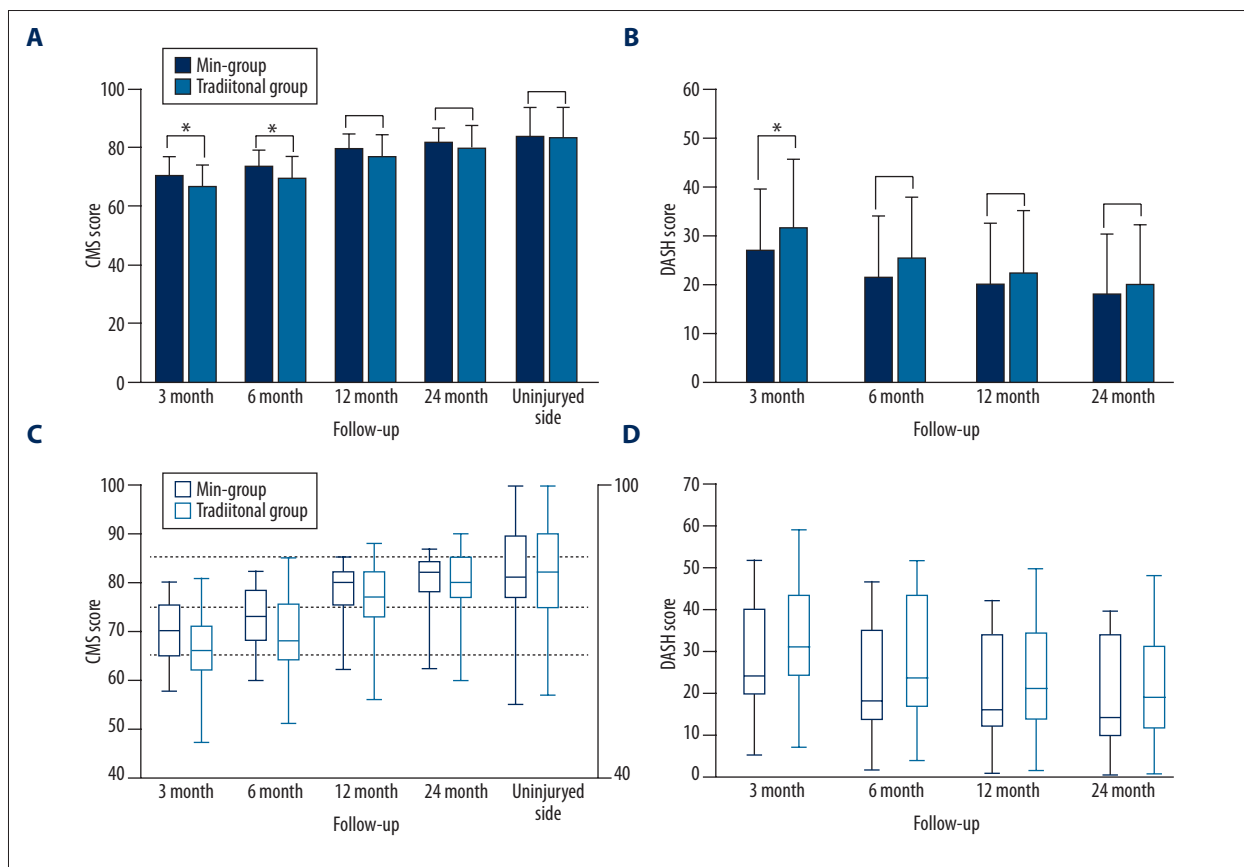 A
Min-group
Tradiitonal group
CMS score
100
80
60
40
20
0
*
*
3 month
6 month
12 month
24 month
Uninjuryed
side
Follow-up
B
DASH score
60
50
40
30
20
10
0
*
3 month
6 month
12 month
24 month
Follow-up
C
Min-group
Tradiitonal group
CMS score
100
90
80
70
60
50
40
100
40
3 month
6 month
12 month
24 month
Uninjuryed
side
Follow-up
D
DASH score
70
60
50
40
30
20
10
0
3 month
6 month
12 month
24 month
Follow-up